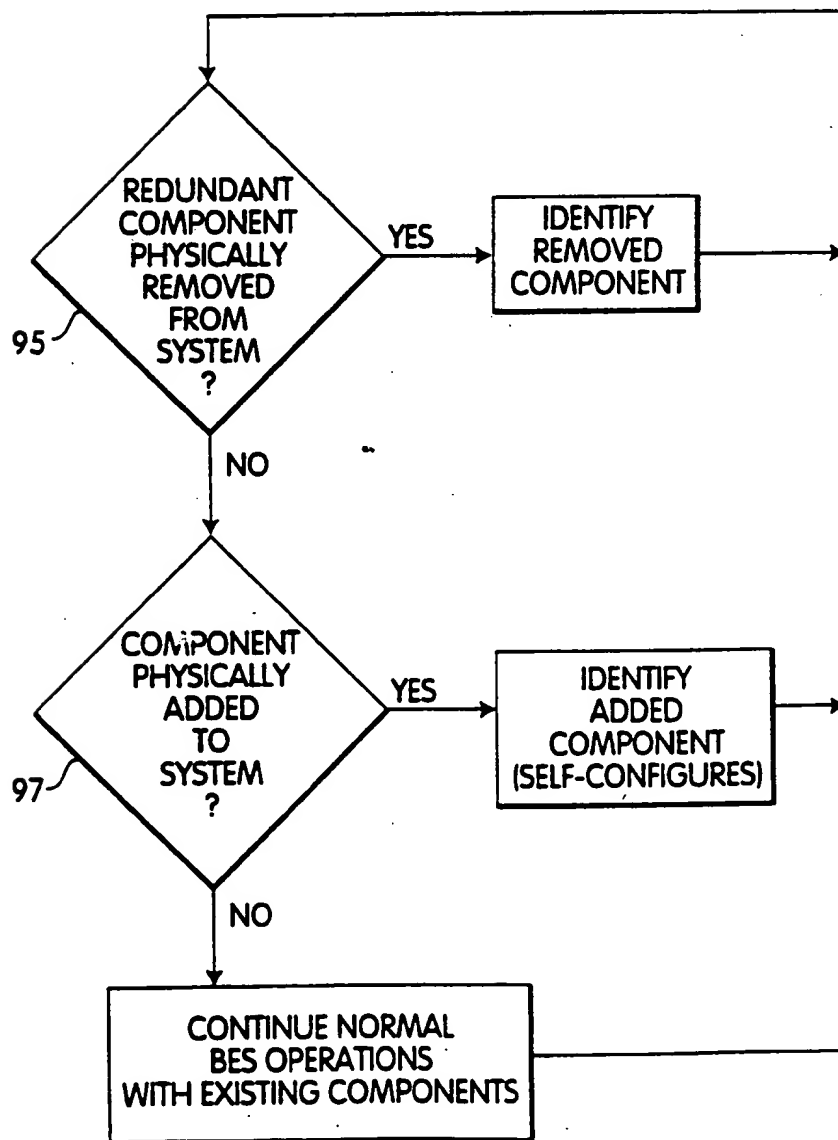 REDUNDANT
COMPONENT
PHYSICALLY
REMOVED
FROM
SYSTEM
?
YES
IDENTIFY
REMOVED
COMPONENT
95
NO
COMPONENT
PHYSICALLY
ADDED
TO
SYSTEM
?
YES
IDENTIFY
ADDED
COMPONENT
(SELF-CONFIGURES)
97
NO
CONTINUE NORMAL
BES OPERATIONS
WITH EXISTING COMPONENTS